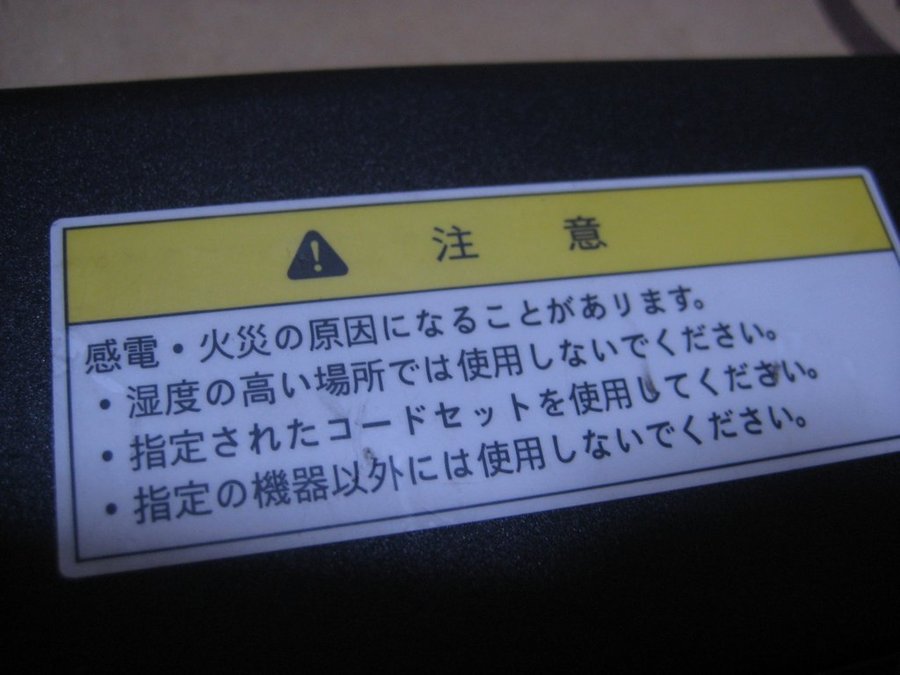 注意
感電・火災の原因になることがあります。
・湿度の高い場所では使用しないでください。
・指定されたコードセットを使用してください。
・指定の機器以外には使用しないでください。